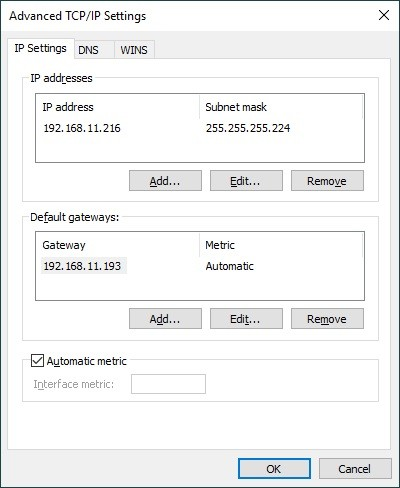 Advanced TCP/IP Settings
IP Settings DNS WINS
IP addresses
IP address Subnet mask
192.168.11.216 255.255.255.224
Add... Edit... Remove
Default gateways:
Gateway Metric
192.168.11.193 Automatic
Add... Edit... Remove
Automatic metric
Interface metric:
OK Cancel